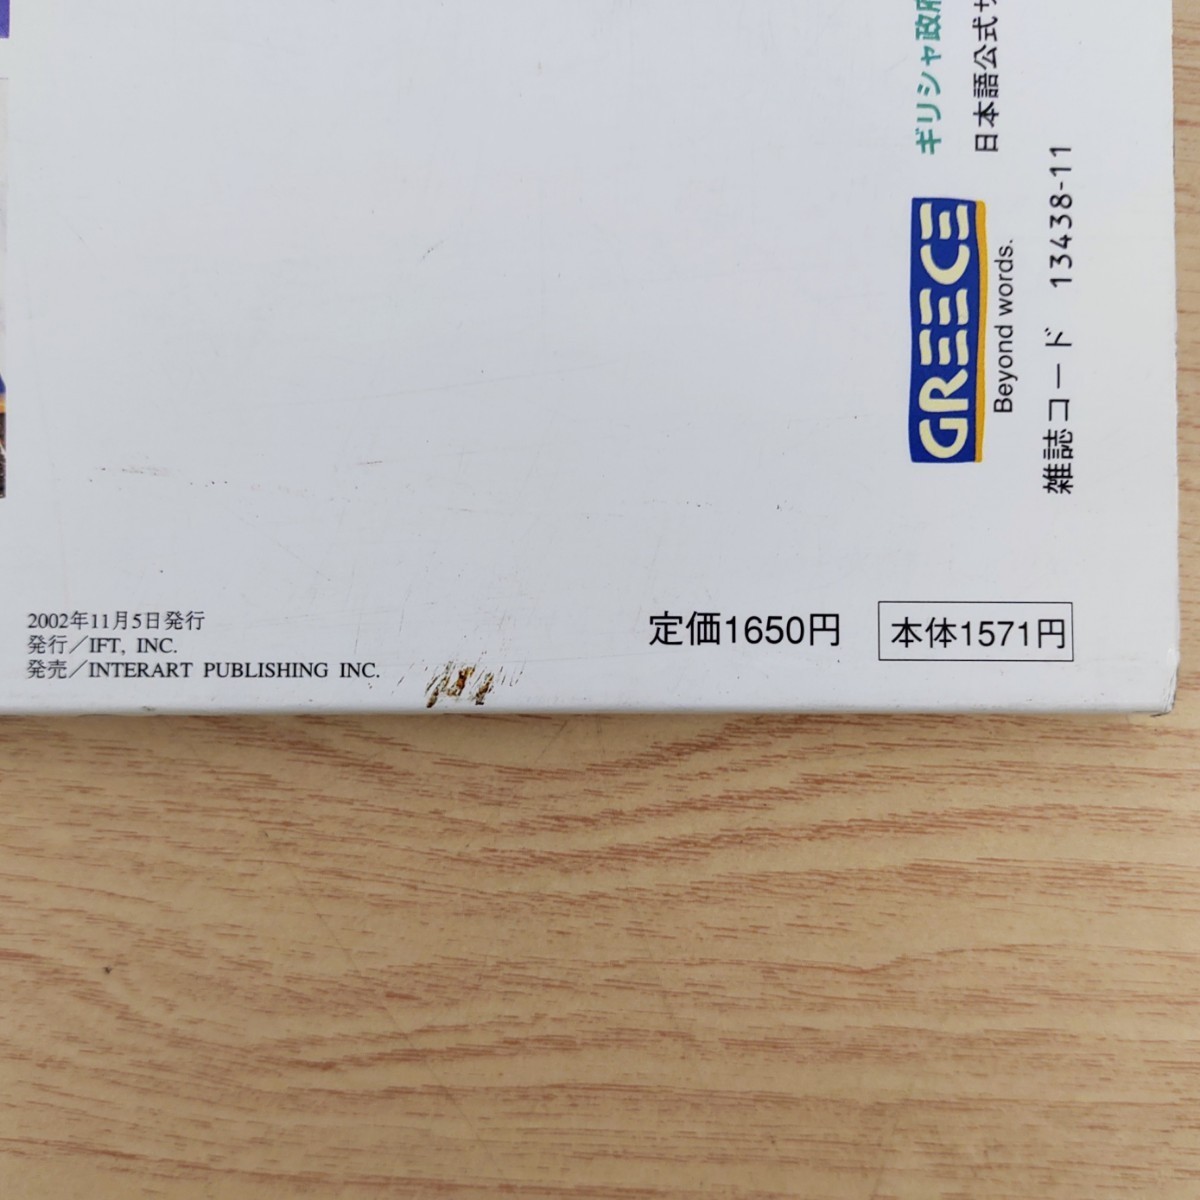 ギリシャ政府
日本語公式サ
GREECE
Beyond words.
雑誌コード 13438-11
2002年11月5日発行
発行／IFT, INC.
発売／INTERART PUBLISHING INC.
定価1650円
本体1571円